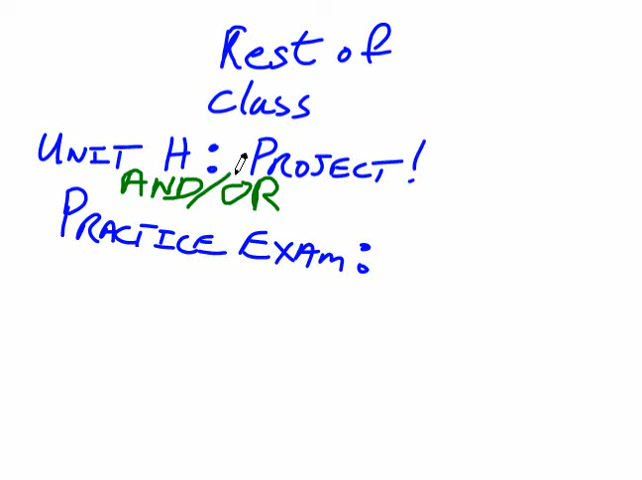 Rest of
Class
UNIT H: PROJECT!
AND/OR
PRACTICE EXAM: